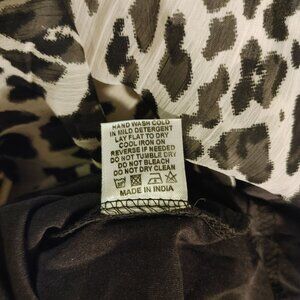 HAND WASH COLD
IN MILD DETERGENT
LAY FLAT TO DRY
COOL IRON ON
REVERSE IF NEEDED
DO NOT TUMBLE DRY
DO NOT BLEACH
DO NOT DRY CLEAN
MADE IN INDIA